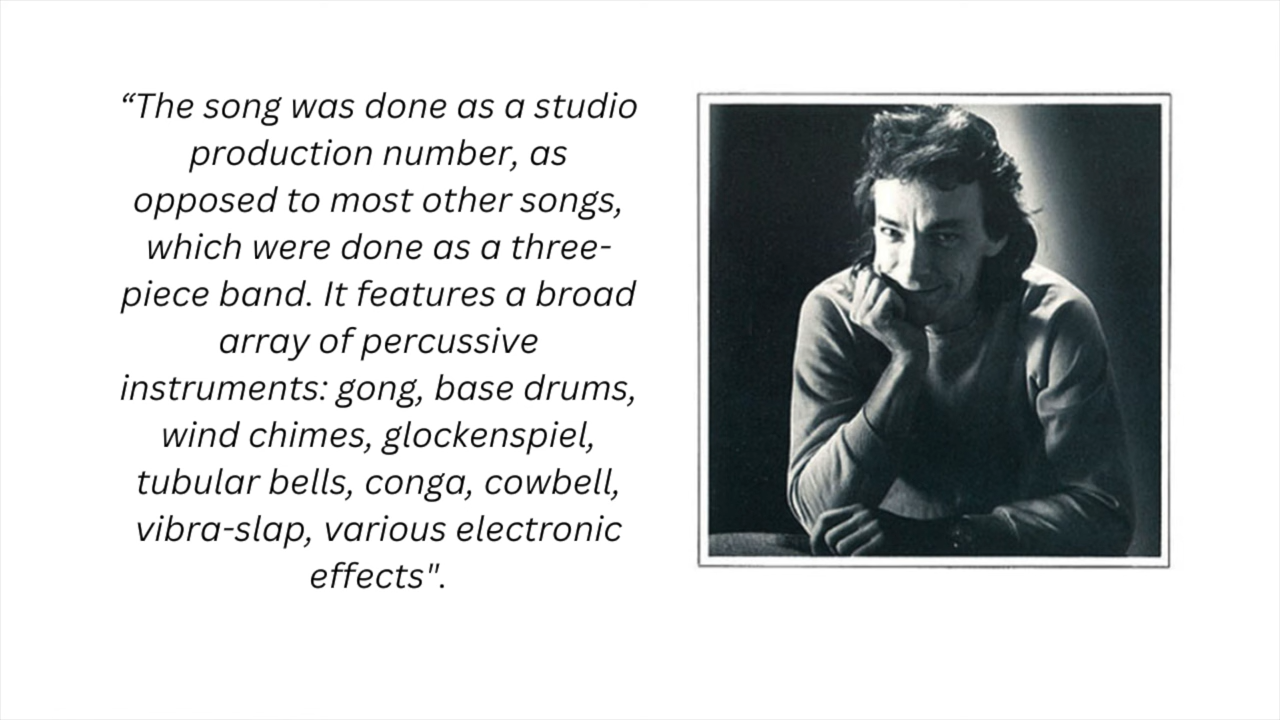 “The song was done as a studio
production number, as
opposed to most other songs,
which were done as a three-
piece band. It features a broad
array of percussive
instruments: gong, base drums,
wind chimes, glockenspiel,
tubular bells, conga, cowbell,
vibra-slap, various electronic
effects".